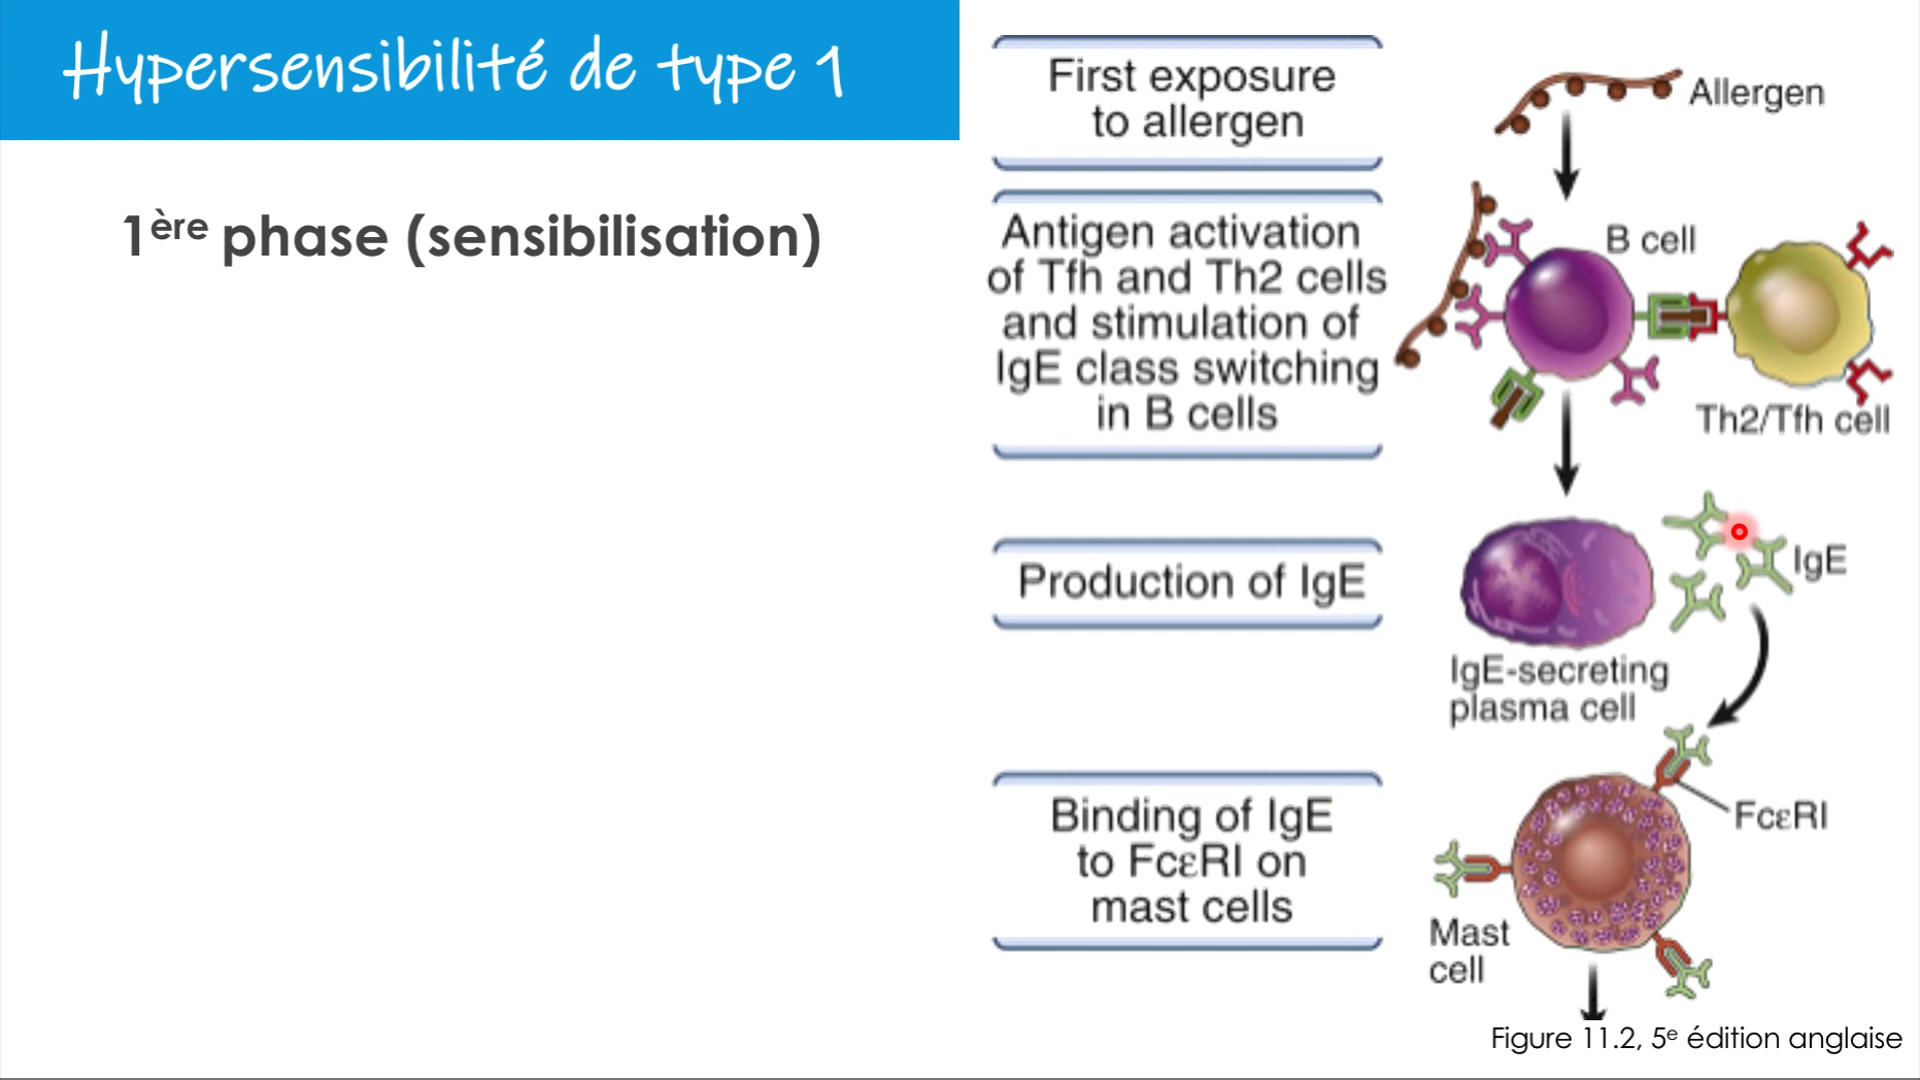 Hypersensibilité de type 1
1ère phase (sensibilisation)
First exposure
to allergen
Allergen
Antigen activation
of Tfh and Th2 cells
and stimulation of
IgE class switching
in B cells
B cell
Th2/Tfh cell
Production of IgE
IgE
IgE-secreting
plasma cell
Binding of IgE
to FcεRI on
mast cells
FcεRI
Mast
cell
Figure 11.2, 5e édition anglaise